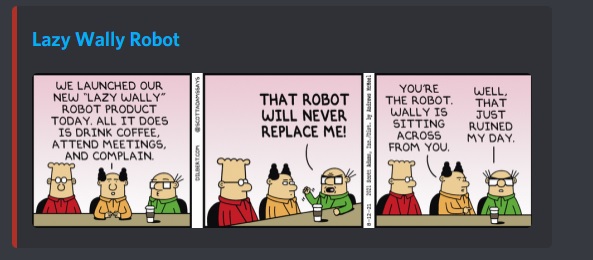 Lazy Wally Robot
WE LAUNCHED OUR
NEW "LAZY WALLY"
ROBOT PRODUCT
TODAY. ALL IT DOES
IS DRINK COFFEE,
ATTEND MEETINGS,
AND COMPLAIN.
DILBERT.COM @SCOTTADAMSSAYS
THAT ROBOT
WILL NEVER
REPLACE ME!
8-12-21 2021 Scott Adams, Inc./Dist. by Andrews McMeel
YOU'RE
THE ROBOT.
WALLY IS
SITTING
ACROSS
FROM YOU.
WELL,
THAT
JUST
RUINED
MY DAY.